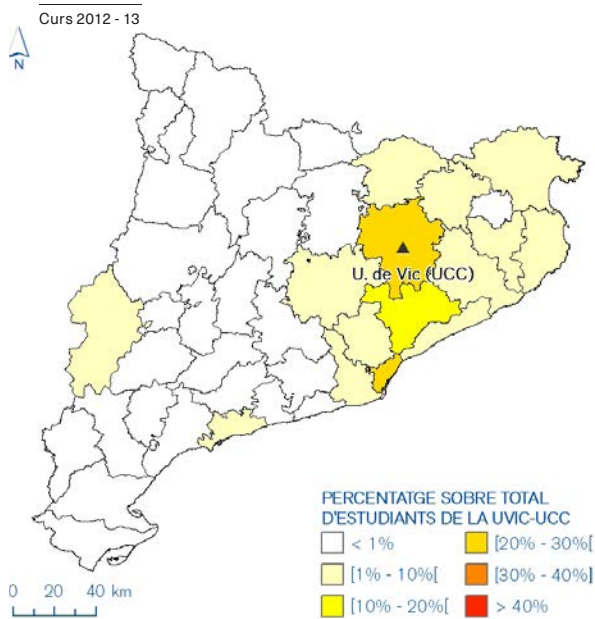 Curs 2012 - 13
N
U. de Vic (UCC)
PERCENTATGE SOBRE TOTAL
D'ESTUDIANTS DE LA UVIC-UCC
< 1%
[20% - 30%[
[1% - 10%[
[30% - 40%]
[10% - 20%[
> 40%
0 20 40 km